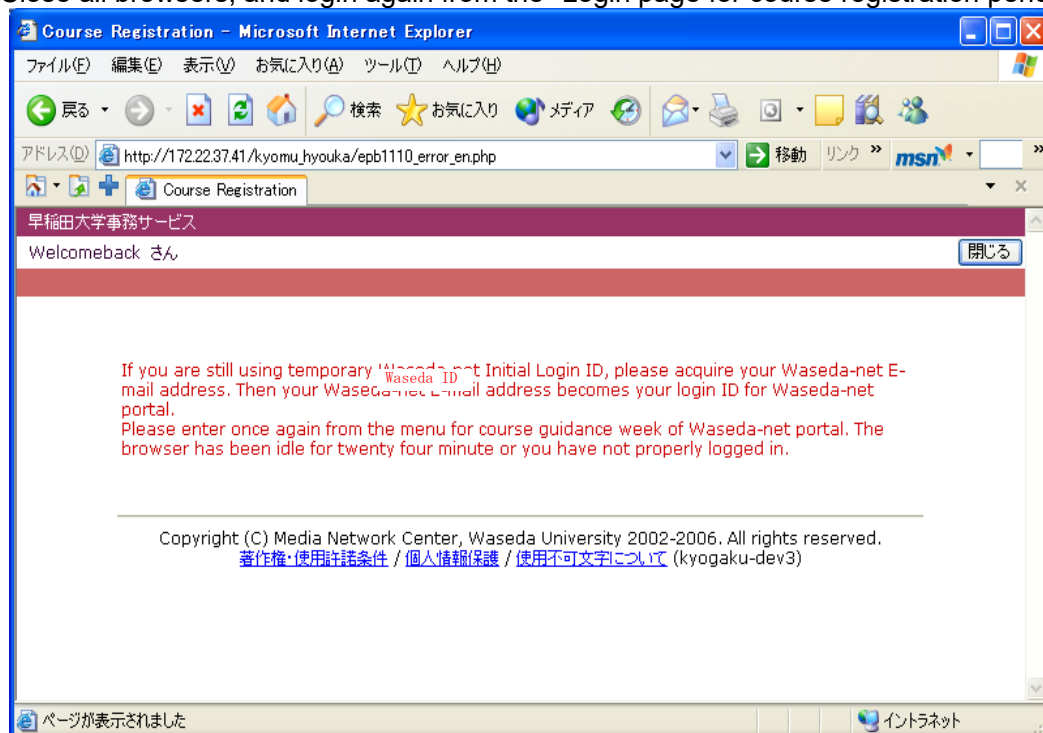 Close all browsers, and login again from the "Login page for course registration
Course Registration - Microsoft Internet Explorer
ファイル(F) 編集(E) 表示(V) お気に入り(A) ツール(T) ヘルプ(H)
戻る 検索 お気に入り メディア
アドレス(D) http://172.22.37.41/kyomu_hyouka/epb1110_error_en.php 移動 リンク » msn »
Course Registration
早稲田大学事務サービス
Welcomeback さん 閉じる
If you are still using temporary Waseda-net Initial Login ID, please acquire your Waseda-net E-
Waseda ID
mail address. Then your Waseda-net E-mail address becomes your login ID for Waseda-net
portal.
Please enter once again from the menu for course guidance week of Waseda-net portal. The
browser has been idle for twenty four minute or you have not properly logged in.
Copyright (C) Media Network Center, Waseda University 2002-2006. All rights reserved.
著作権・使用許諾条件 / 個人情報保護 / 使用不可文字について (kyogaku-dev3)
ページが表示されました イントラネット